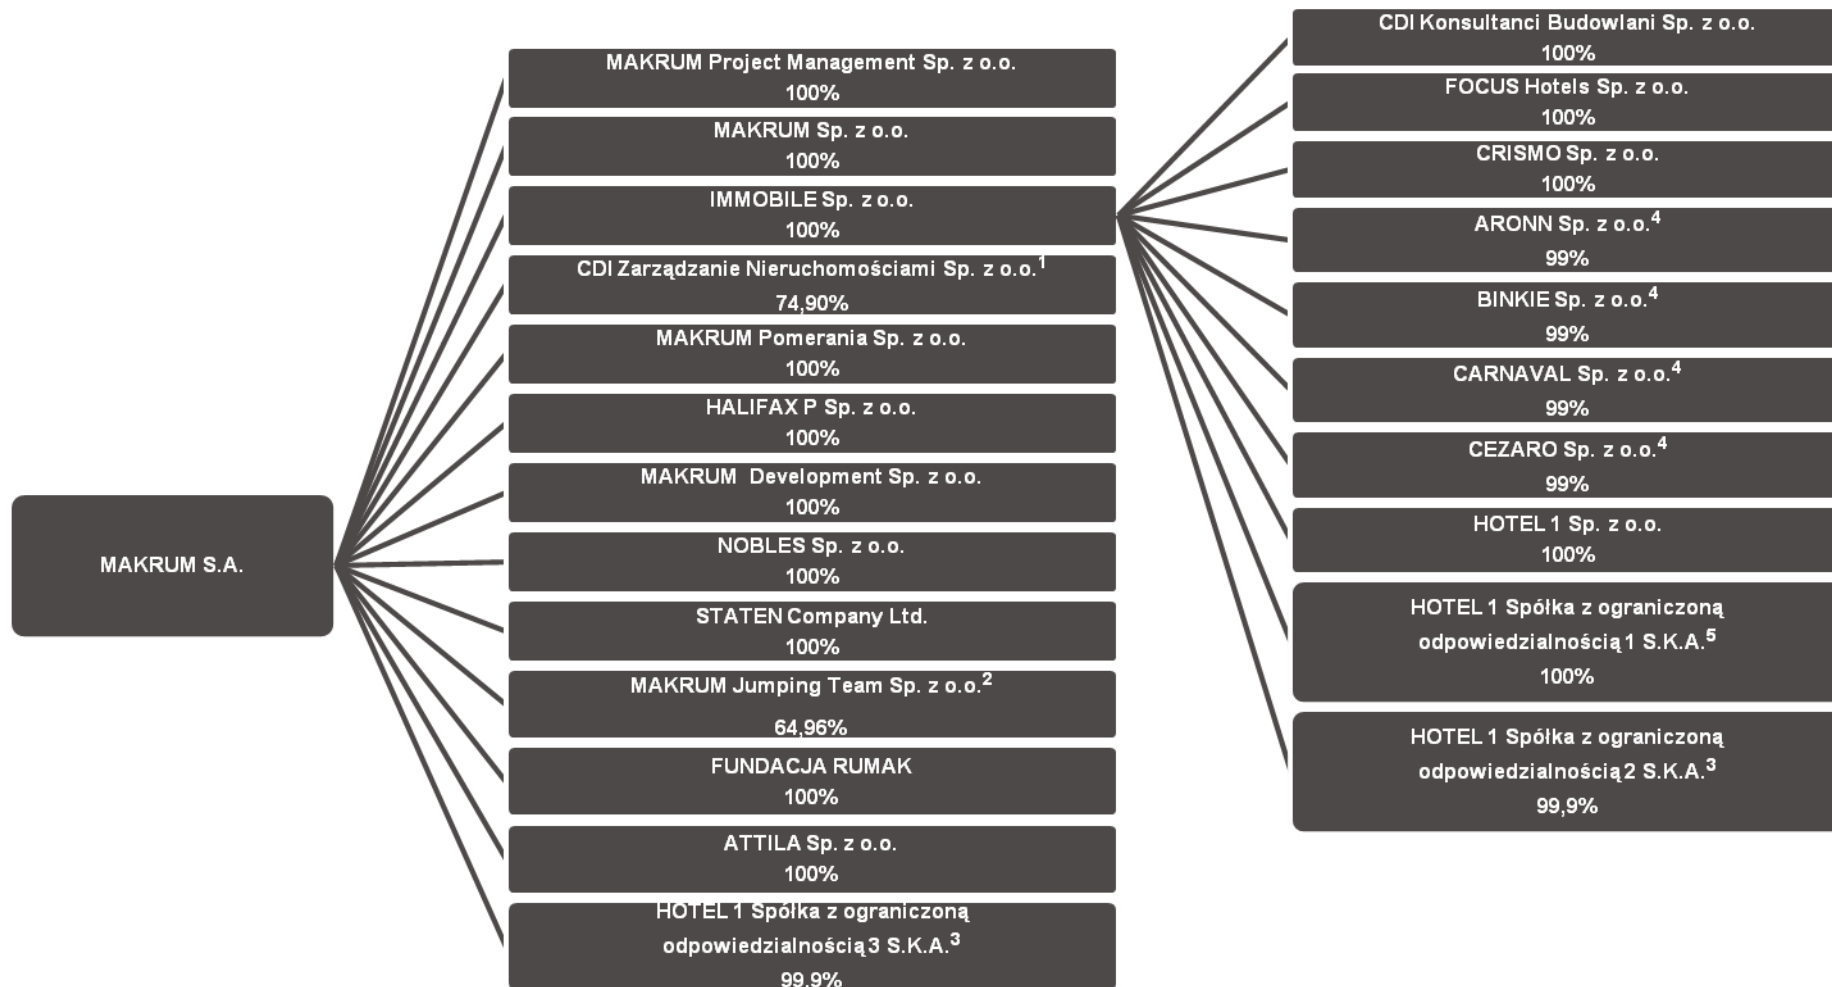 MAKRUM S.A.
MAKRUM Project Management Sp. z o.o.
100%
MAKRUM Sp. z o.o.
100%
IMMOBILE Sp. z o.o.
100%
CDI Zarządzanie Nieruchomościami Sp. z o.o.1
74,90%
MAKRUM Pomerania Sp. z o.o.
100%
HALIFAX P Sp. z o.o.
100%
MAKRUM Development Sp. z o.o.
100%
NOBLES Sp. z o.o.
100%
STATEN Company Ltd.
100%
MAKRUM Jumping Team Sp. z o.o.2
64,96%
FUNDACJA RUMAK
100%
ATTILA Sp. z o.o.
100%
HOTEL 1 Spółka z ograniczoną
odpowiedzialnością 3 S.K.A.3
99,9%
CDI Konsultanci Budowlani Sp. z o.o.
100%
FOCUS Hotels Sp. z o.o.
100%
CRISMO Sp. z o.o.
100%
ARONN Sp. z o.o.4
99%
BINKIE Sp. z o.o.4
99%
CARNAVAL Sp. z o.o.4
99%
CEZARO Sp. z o.o.4
99%
HOTEL 1 Sp. z o.o.
100%
HOTEL 1 Spółka z ograniczoną
odpowiedzialnością 1 S.K.A.5
100%
HOTEL 1 Spółka z ograniczoną
odpowiedzialnością 2 S.K.A.3
99,9%